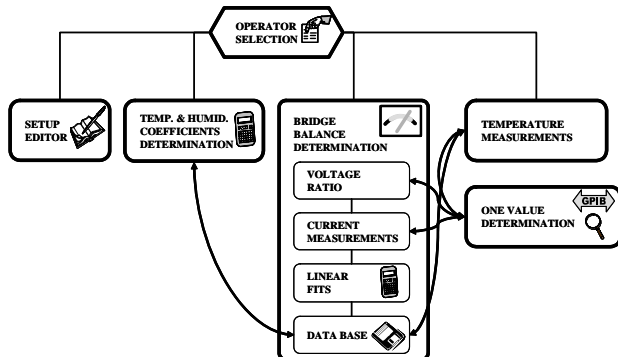 OPERATOR
SELECTION
SETUP
EDITOR
TEMP. & HUMID.
COEFFICIENTS
DETERMINATION
BRIDGE
BALANCE
DETERMINATION
VOLTAGE
RATIO
CURRENT
MEASUREMENTS
LINEAR
FITS
DATA BASE
TEMPERATURE
MEASUREMENTS
GPIB
ONE VALUE
DETERMINATION